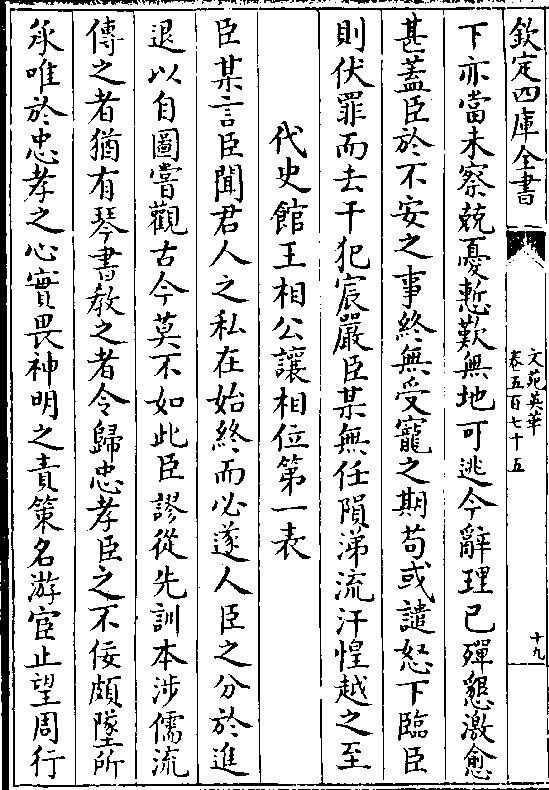 欽定四庫全書
文苑英華
卷五百七十五
十九
下亦當未察兢憂慙歎無地可逃今辭理已殫懇激愈
甚蓋臣於不安之事終無受寵之期苟或譴怒下臨臣
則伏罪而去干犯宸嚴臣某無任隕涕流汗惶越之至
代史館王相公讓相位第一表
臣某言臣聞君人之私在始終而必遂人臣之分於進
退以自圖嘗觀古今莫不如此臣謬從先訓本涉儒流
傳之者猶有琴書教之者令歸忠孝臣之不佞頗墜所
承唯於忠孝之心實畏神明之責策名游宦止望周行